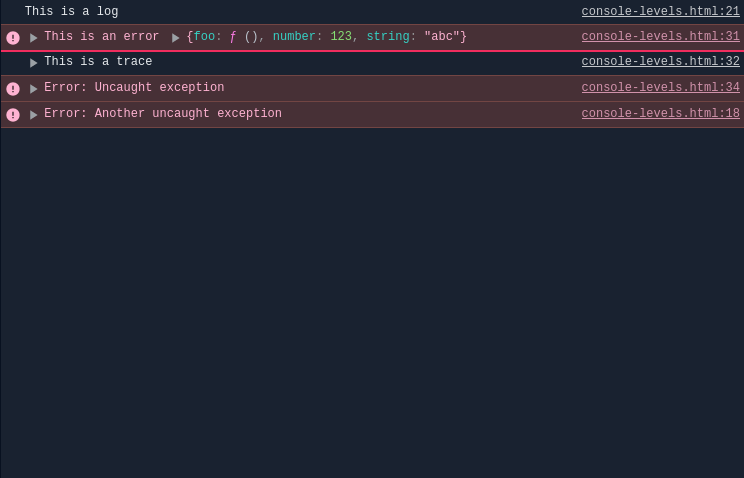 This is a log console-levels.html:21
This is an error {foo: ƒ (), number: 123, string: "abc"} console-levels.html:31
This is a trace console-levels.html:32
Error: Uncaught exception console-levels.html:34
Error: Another uncaught exception console-levels.html:18